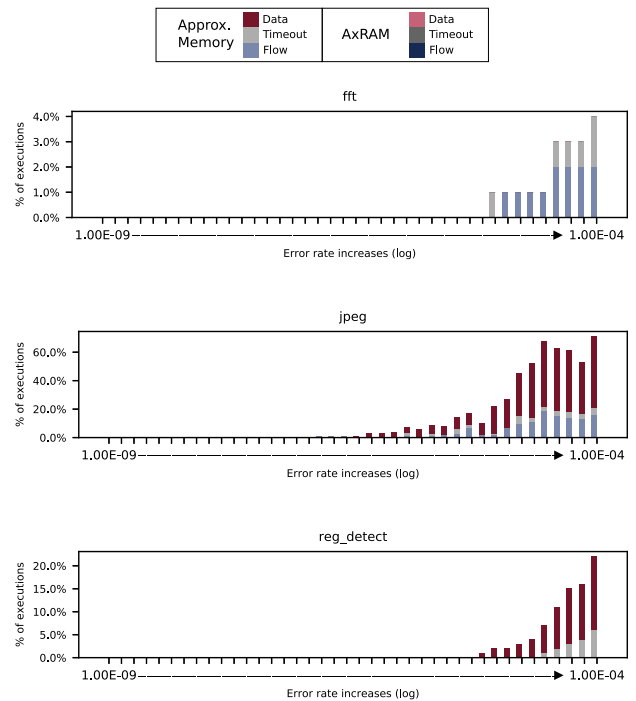 Approx. Memory
Data
Timeout
Flow
AxRAM
Data
Timeout
Flow
fft
% of executions
4.0%
3.0%
2.0%
1.0%
0.0%
1.00E-09
1.00E-04
Error rate increases (log)
jpeg
% of executions
60.0%
40.0%
20.0%
0.0%
1.00E-09
1.00E-04
Error rate increases (log)
reg_detect
% of executions
20.0%
15.0%
10.0%
5.0%
0.0%
1.00E-09
1.00E-04
Error rate increases (log)